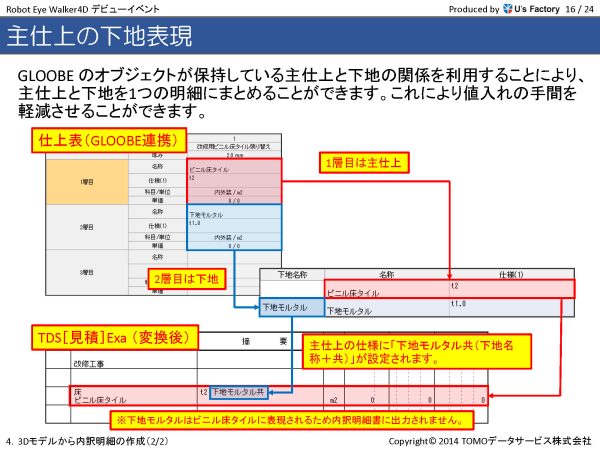 Robot Eye Walker4D デビューイベント
Produced by U's Factory 16 / 24
主仕上の下地表現
GLOOBE のオブジェクトが保持している主仕上と下地の関係を利用することにより、
主仕上と下地を1つの明細にまとめることができます。これにより値入れの手間を
軽減させることができます。
仕上表（GLOOBE連携）
1
改修用ビニル床タイル張り替え
厚み 2.0 mm
1層目は主仕上
1層目
名称 ビニル床タイル
仕様(1) t2
科目/単位 内外装 / m2
単価 0 / 0
2層目
名称 下地モルタル
仕様(1) t1.0
科目/単位 内外装 / m2
単価 0 / 0
3層目
名称
単価
2層目は下地
下地名称 名称 仕様(1)
ビニル床タイル t2
下地モルタル 下地モルタル t1.0
TDS［見積］Exa （変換後）
摘 要
主仕上の仕様に「下地モルタル共（下地名
称＋共）」が設定されます。
改修工事
床
ビニル床タイル t2 下地モルタル共 m2 0 0 0
※下地モルタルはビニル床タイルに表現されるため内訳明細書に出力されません。
4. 3Dモデルから内訳明細の作成（2/2）
Copyright© 2014 TOMOデータサービス株式会社